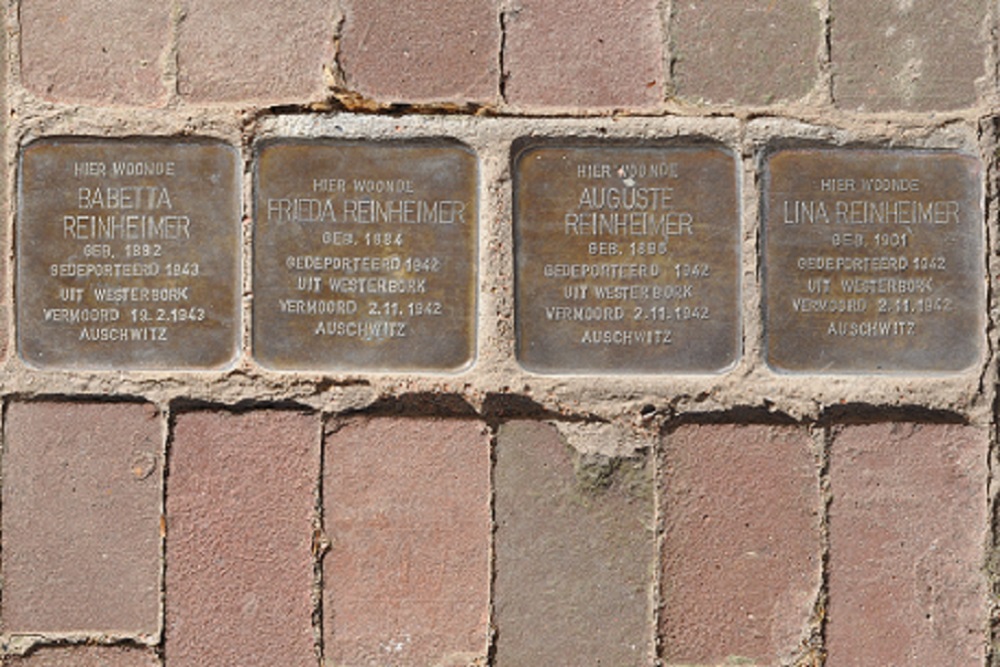 HIER WOONDE
BABETTA
REINHEIMER
GEB. 1882
GEDEPORTEERD 1943
UIT WESTERBORK
VERMOORD 19.2.1943
AUSCHWITZ
HIER WOONDE
FRIEDA REINHEIMER
GEB. 1884
GEDEPORTEERD 1942
UIT WESTERBORK
VERMOORD 2.11.1942
AUSCHWITZ
HIER WOONDE
AUGUSTE
REINHEIMER
GEB.
GEDEPORTEERD 1942
UIT WESTERBORK
VERMOORD 2.11.1942
AUSCHWITZ
HIER WOONDE
LINA REINHEIMER
GEB. 1901
GEDEPORTEERD 1942
UIT WESTERBORK
VERMOORD 2.11.1942
AUSCHWITZ